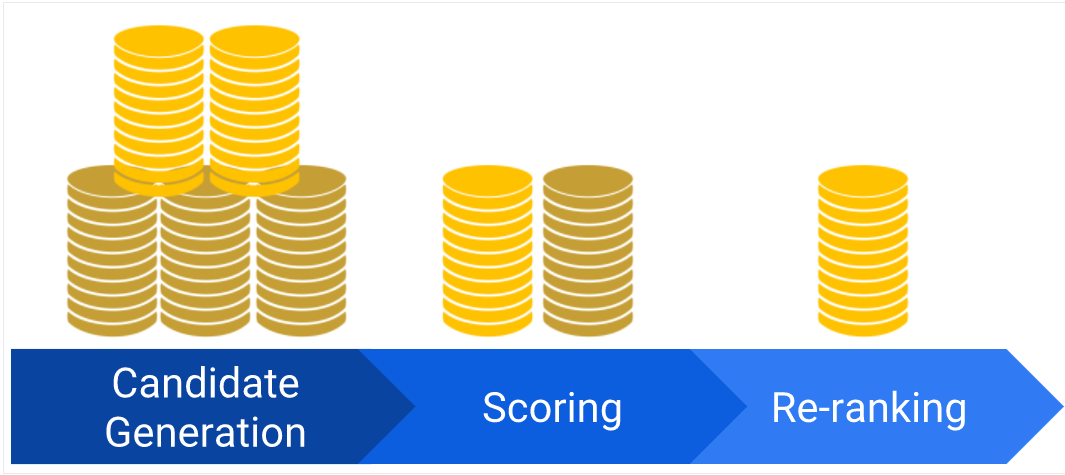 Candidate
Generation
Scoring
Re-ranking